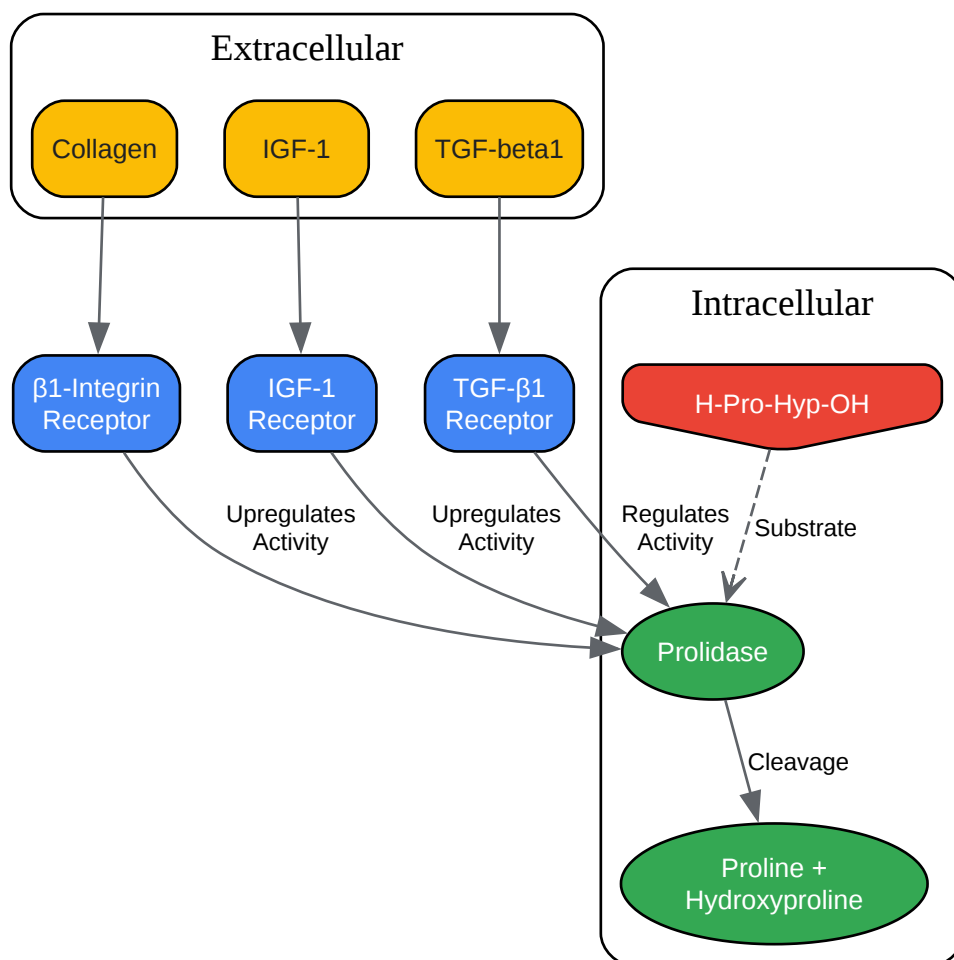 Extracellular
Collagen
IGF-1
TGF-beta1
Intracellular
β1-Integrin
Receptor
IGF-1
Receptor
TGF-β1
Receptor
H-Pro-Hyp-OH
Upregulates
Activity
Upregulates
Activity
Regulates
Activity
Substrate
Prolidase
Cleavage
Proline +
Hydroxyproline